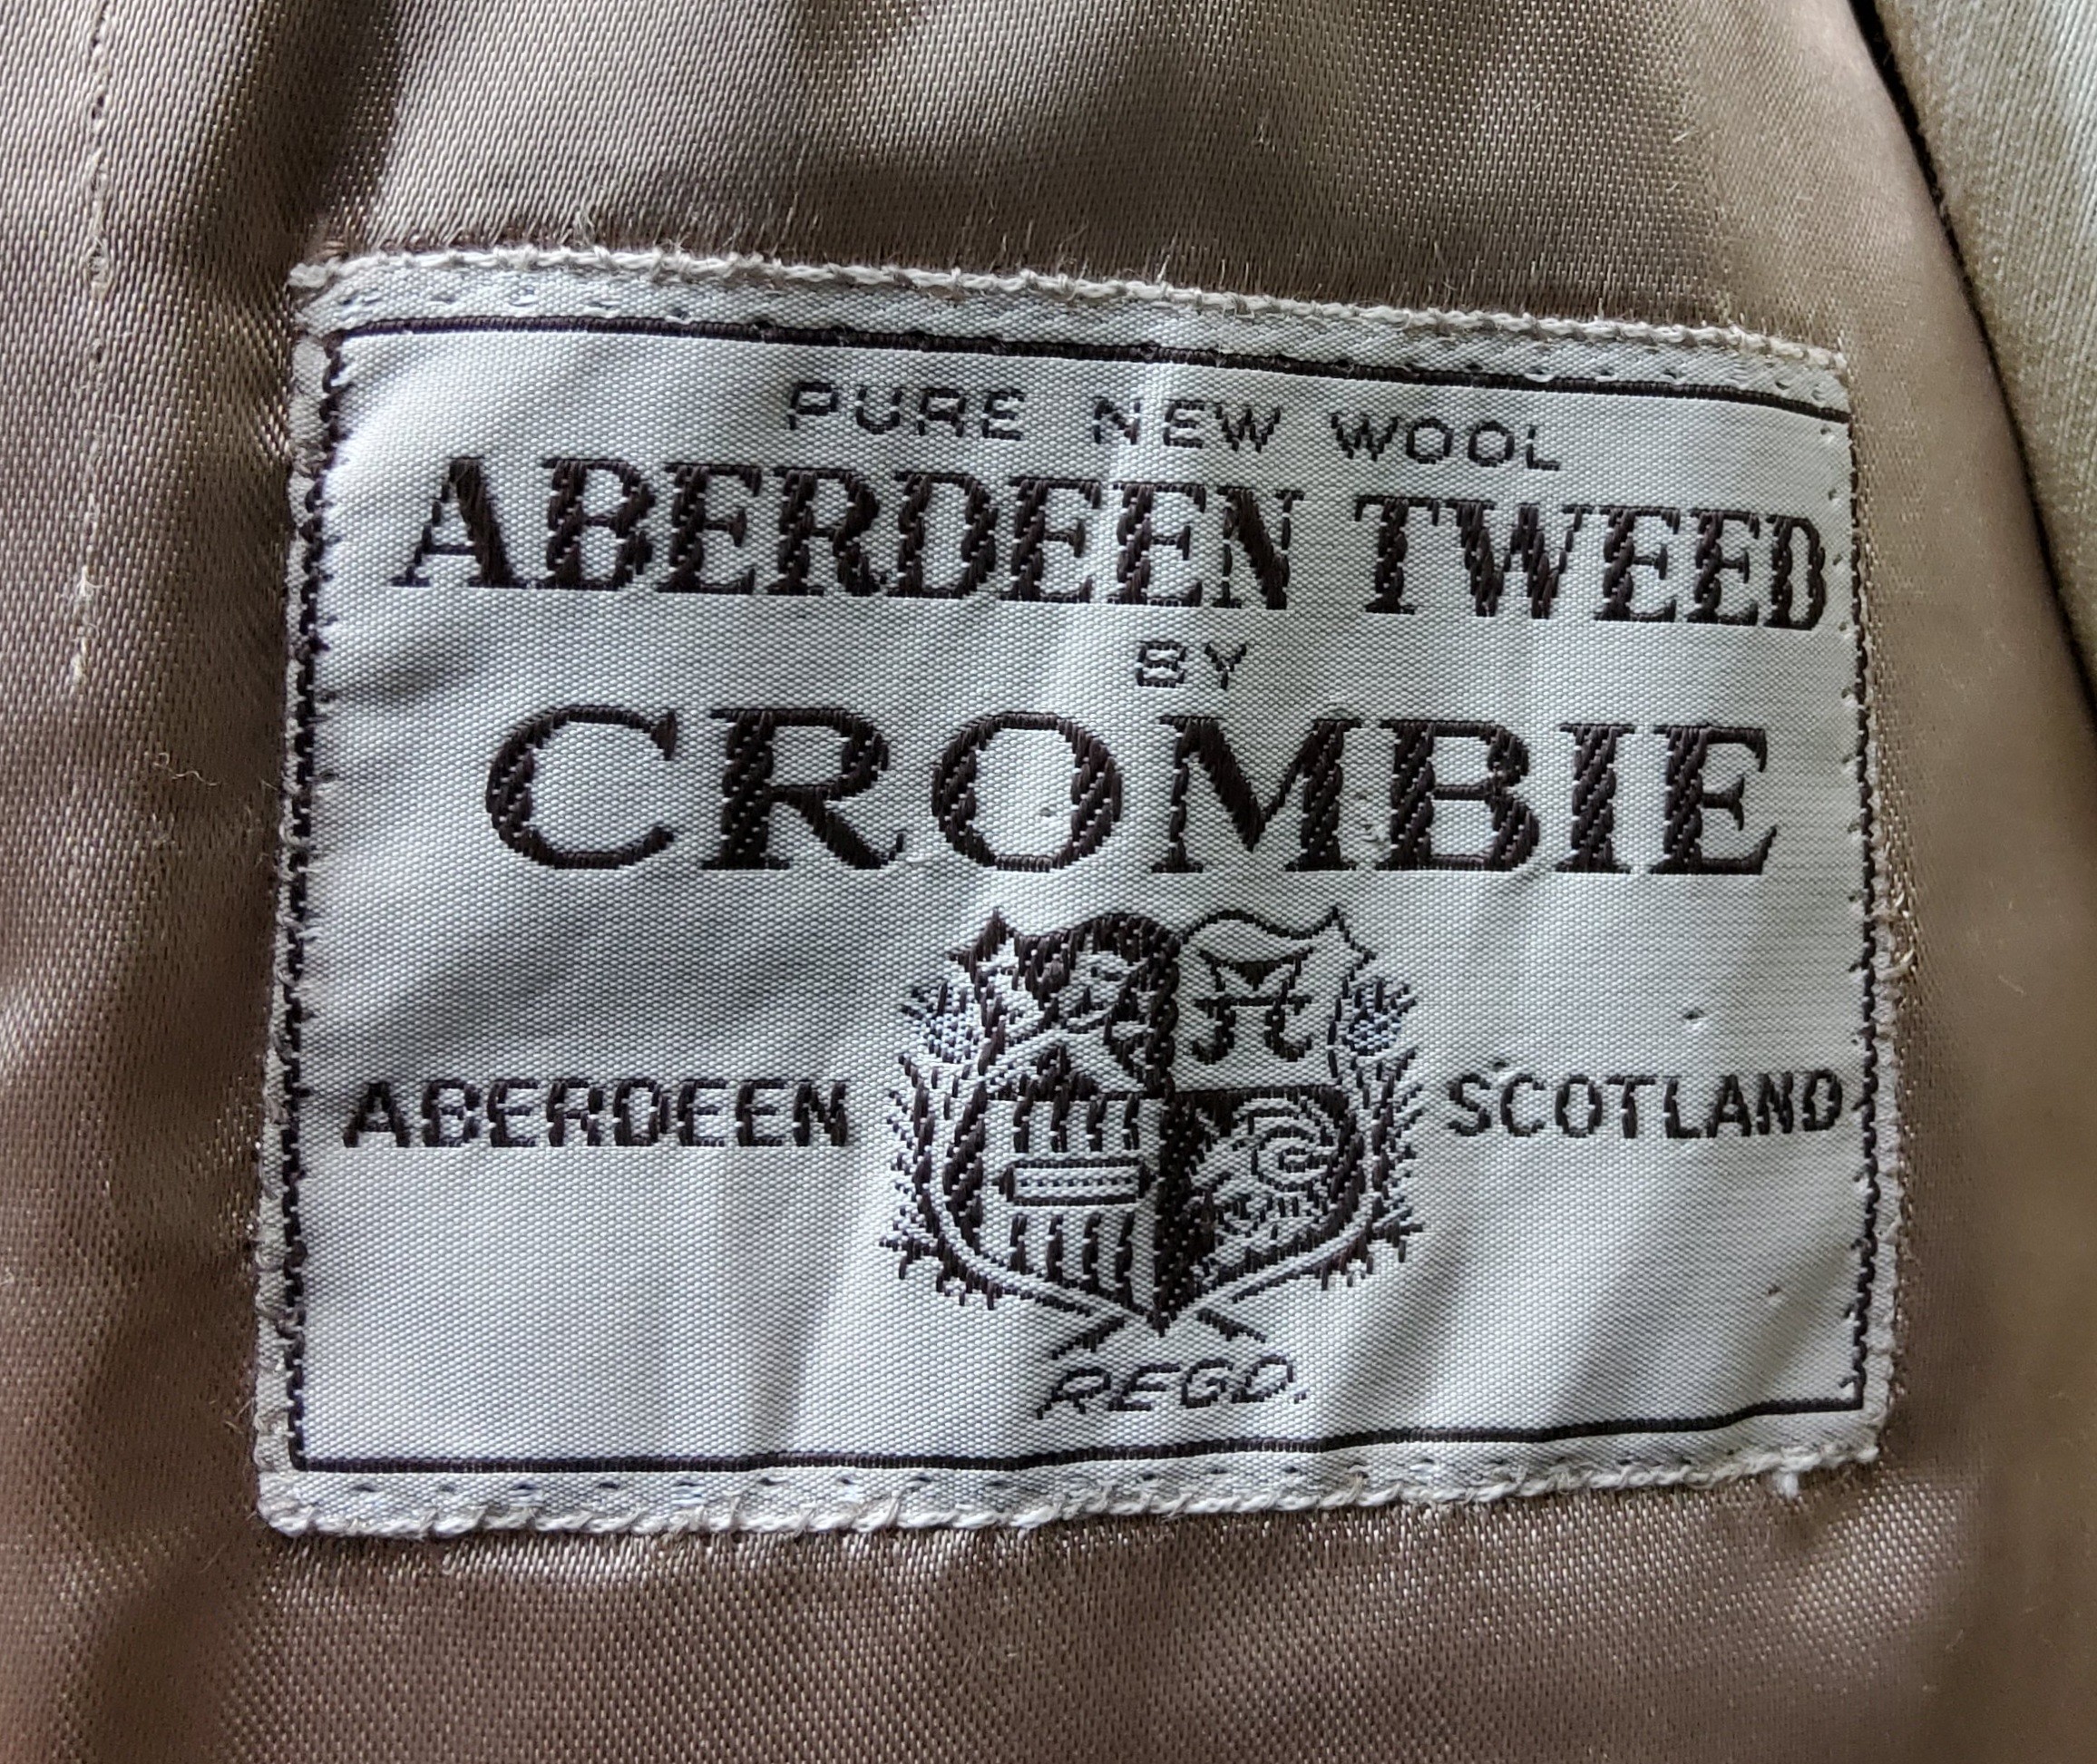 PURE NEW WOOL
ABERDEEN TWEED
BY
CROMBIE
ABERDEEN SCOTLAND
REGD.